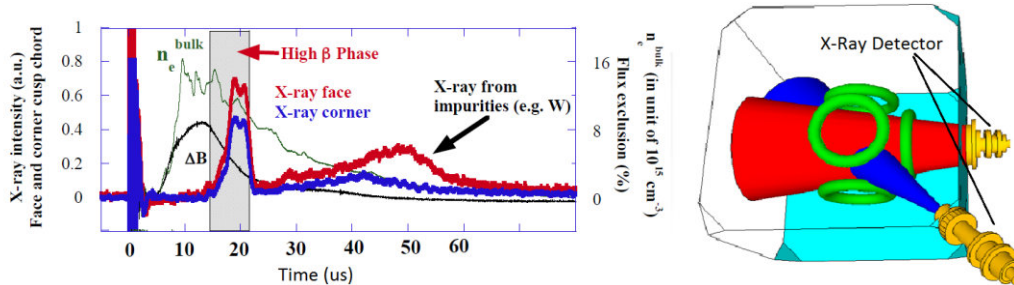 X-ray intensity (a.u.)
Face and corner cusp chord
1
0.8
0.6
0.4
0.2
0
n_e^bulk
High β Phase
X-ray face
X-ray corner
ΔB
X-ray from
impurities (e.g. W)
0 10 20 30 40 50 60
Time (us)
16
8
0
Flux exclusion (%)
n_e^bulk (in unit of 10^15 cm^-3)
X-Ray Detector